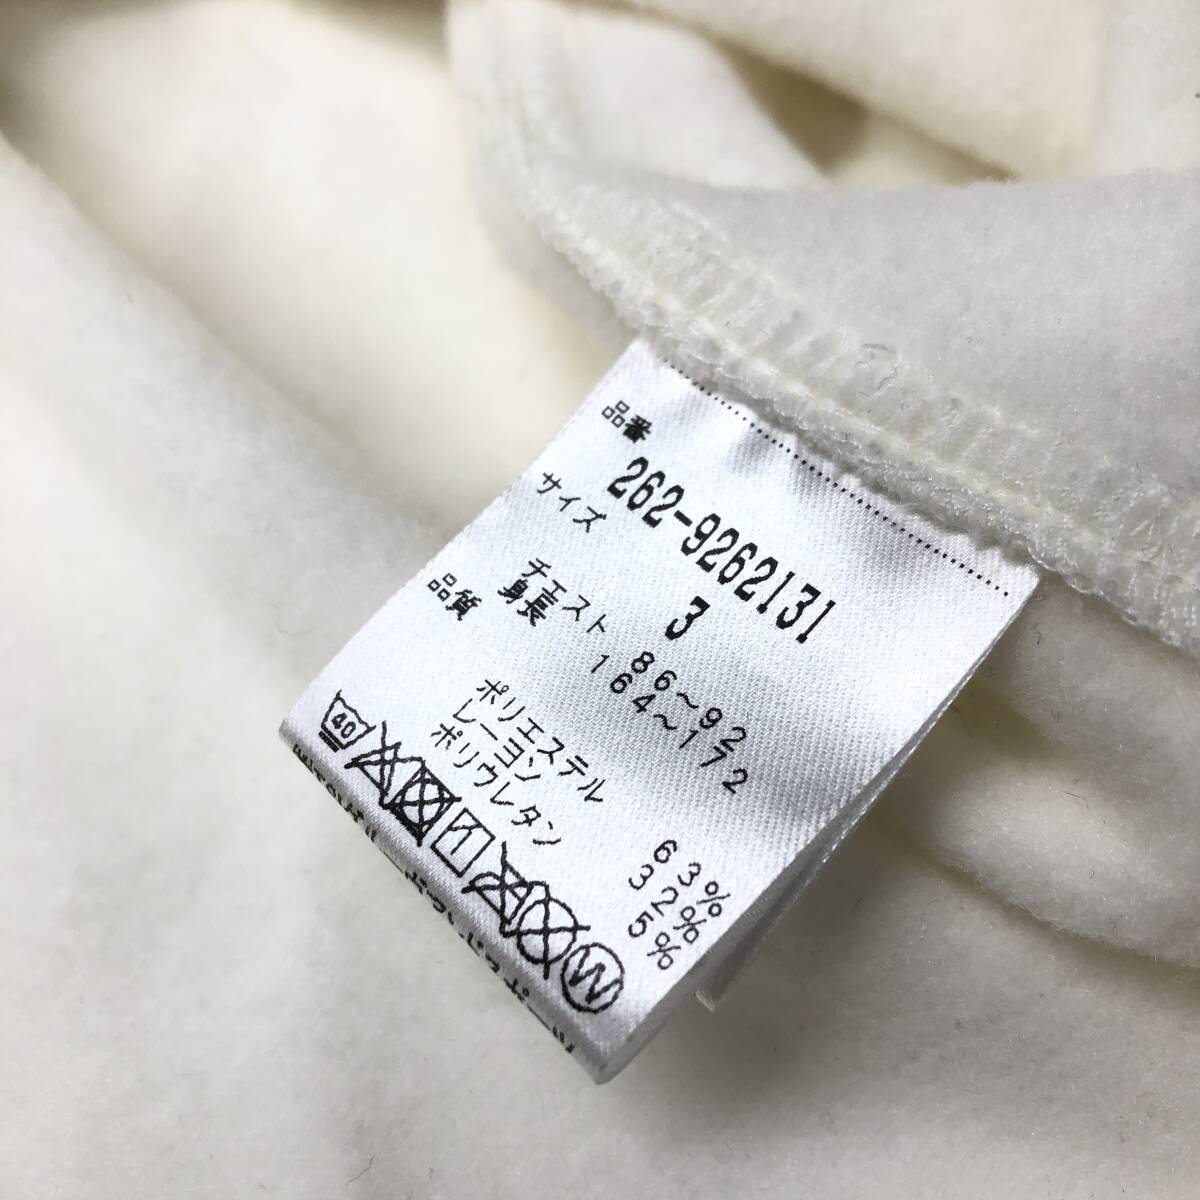 品番 262-9262131
サイズ 3
チェスト 86～92
身長 164～172
品質
ポリエステル 63%
レーヨン 32%
ポリウレタン 5%
40
W